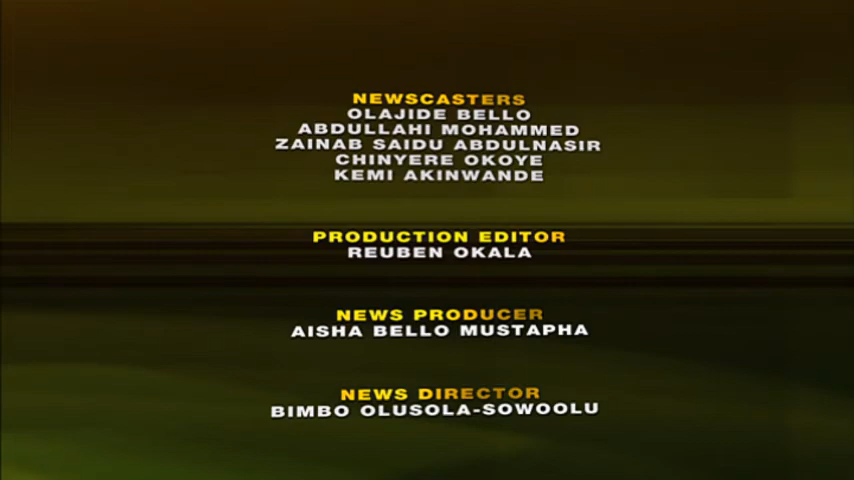 NEWSCASTERS
OLAJIDE BELLO
ABDULLAHI MOHAMMED
ZAINAB SAIDU ABDULNASIR
CHINYERE OKOYE
KEMI AKINWANDE
PRODUCTION EDITOR
REUBEN OKALA
NEWS PRODUCER
AISHA BELLO MUSTAPHA
NEWS DIRECTOR
BIMBO OLUSOLA-SOWOOLU